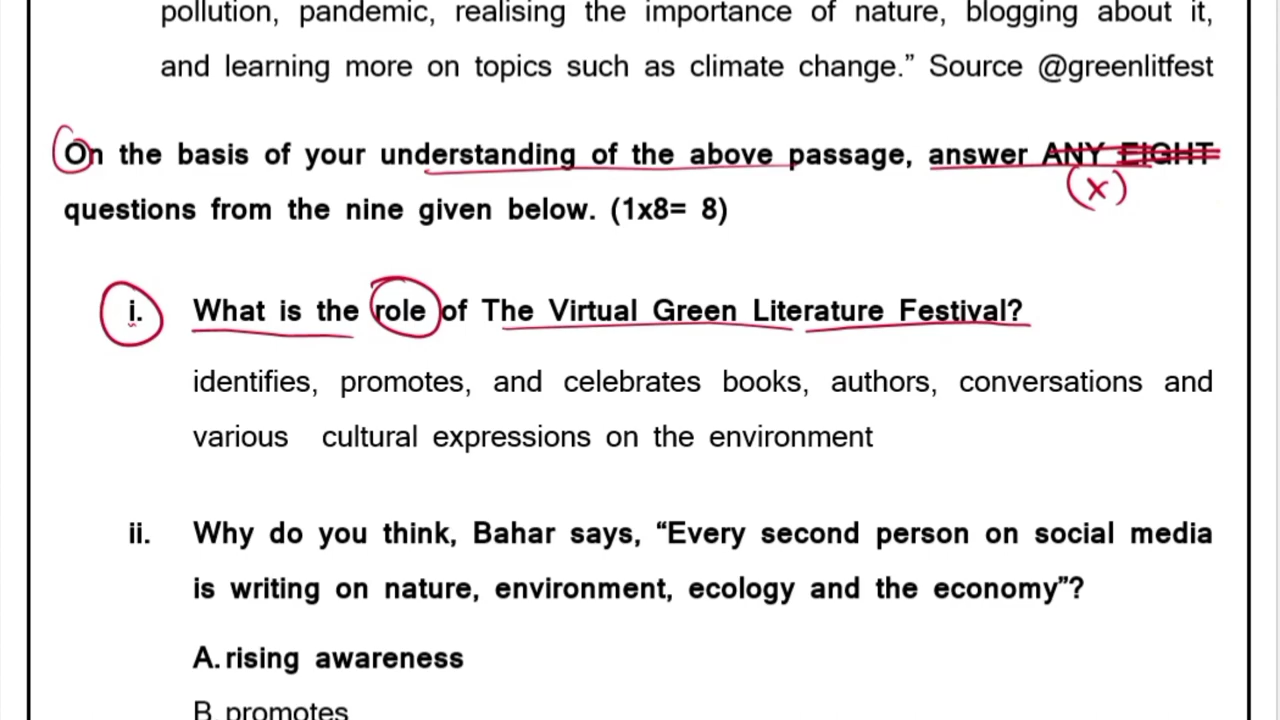 pollution, pandemic, realising the importance of nature, blogging about it,
and learning more on topics such as climate change.” Source @greenlitfest
On the basis of your understanding of the above passage, answer ANY EIGHT
(x)
questions from the nine given below. (1x8= 8)
i. What is the role of The Virtual Green Literature Festival?
identifies, promotes, and celebrates books, authors, conversations and
various cultural expressions on the environment
ii. Why do you think, Bahar says, “Every second person on social media
is writing on nature, environment, ecology and the economy”?
A. rising awareness
B. promotes